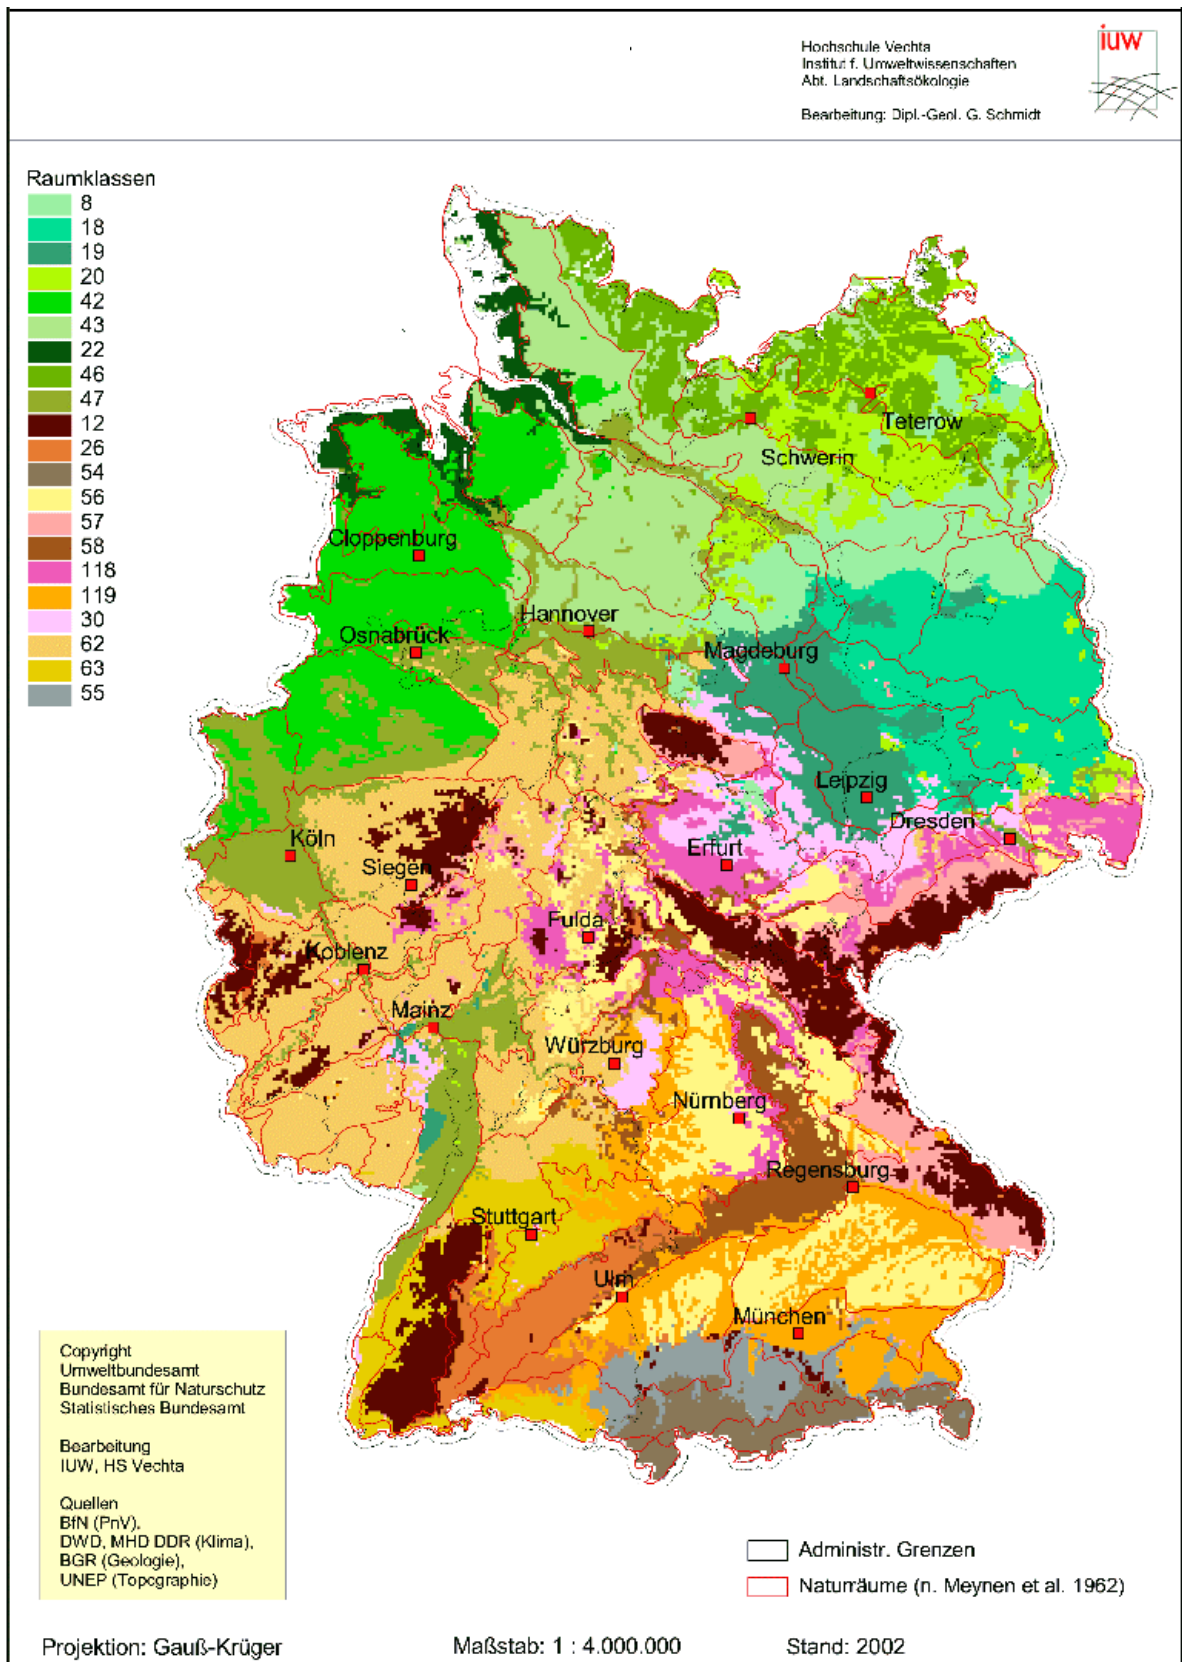 Hochschule Vechta
Institut f. Umweltwissenschaften
Abt. Landschaftsökologie
Bearbeitung: Dipl.-Geol. G. Schmidt
iuw
Raumklassen
8
18
19
20
42
43
22
46
47
12
26
54
56
57
58
118
119
30
62
63
55
Teterow
Schwerin
Cloppenburg
Hannover
Osnabrück
Magdeburg
Leipzig
Dresden
Köln
Erfurt
Siegen
Fulda
Koblenz
Mainz
Würzburg
Nürnberg
Regensburg
Stuttgart
Ulm
München
Copyright
Umweltbundesamt
Bundesamt für Naturschutz
Statistisches Bundesamt
Bearbeitung
IUW, HS Vechta
Quellen
BfN (PnV),
DWD, MHD DDR (Klima),
BGR (Geologie),
UNEP (Topographie)
Administr. Grenzen
Naturräume (n. Meynen et al. 1962)
Projektion: Gauß-Krüger
Maßstab: 1 : 4.000.000
Stand: 2002